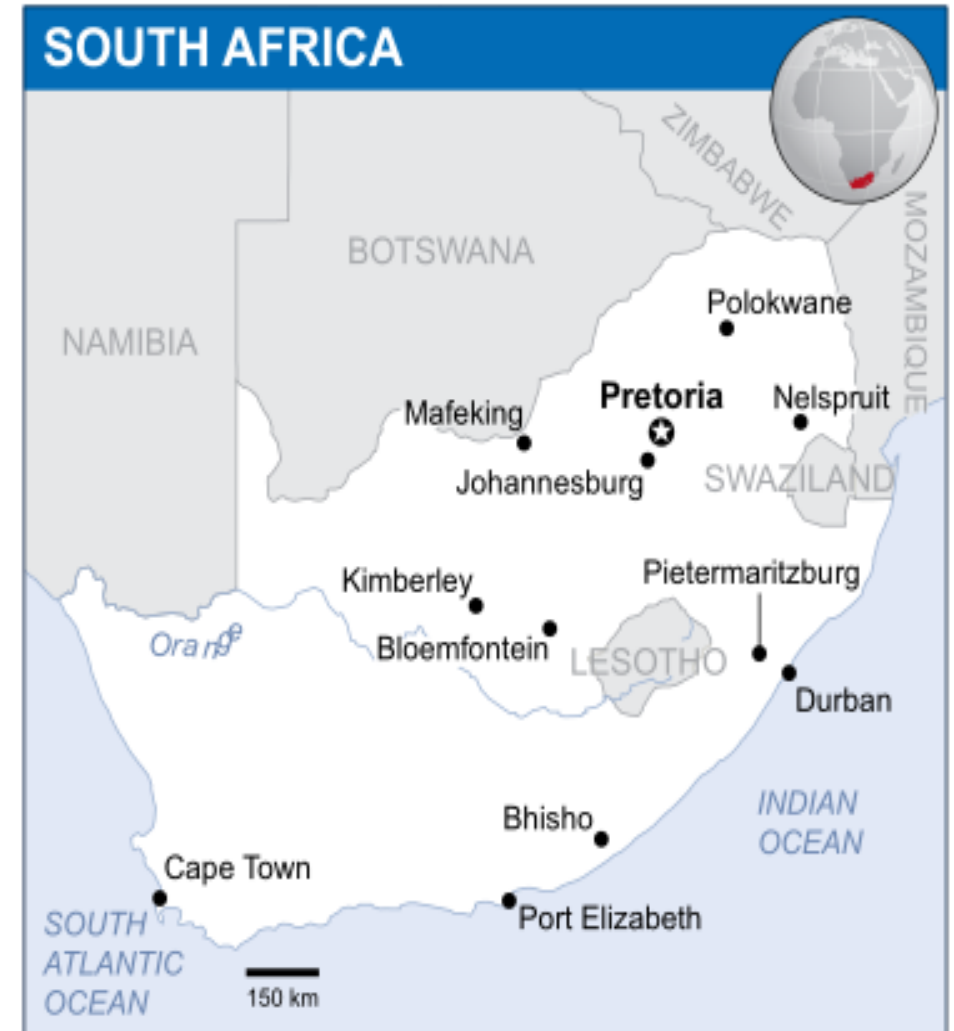 SOUTH AFRICA
ZIMBABWE
MOZAMBIQUE
BOTSWANA
NAMIBIA
Polokwane
Pretoria
Nelspruit
Mafeking
Johannesburg
SWAZILAND
Pietermaritzburg
Kimberley
Orange
Bloemfontein
LESOTHO
Durban
INDIAN
OCEAN
Bhisho
Cape Town
Port Elizabeth
SOUTH
ATLANTIC
OCEAN
150 km